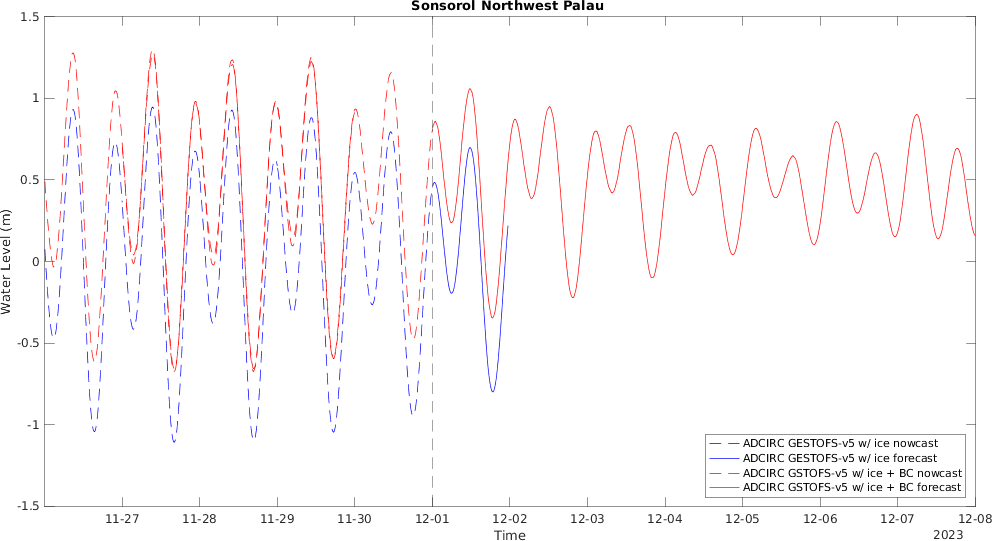 Sonsorol Northwest Palau
1.5
1
0.5
0
-0.5
-1
-1.5
Water Level (m)
ADCIRC GESTOFS-v5 w/ ice nowcast
ADCIRC GESTOFS-v5 w/ ice forecast
ADCIRC GSTOFS-v5 w/ ice + BC nowcast
ADCIRC GSTOFS-v5 w/ ice + BC forecast
11-27 11-28 11-29 11-30 12-01 12-02 12-03 12-04 12-05 12-06 12-07 12-08
Time
2023